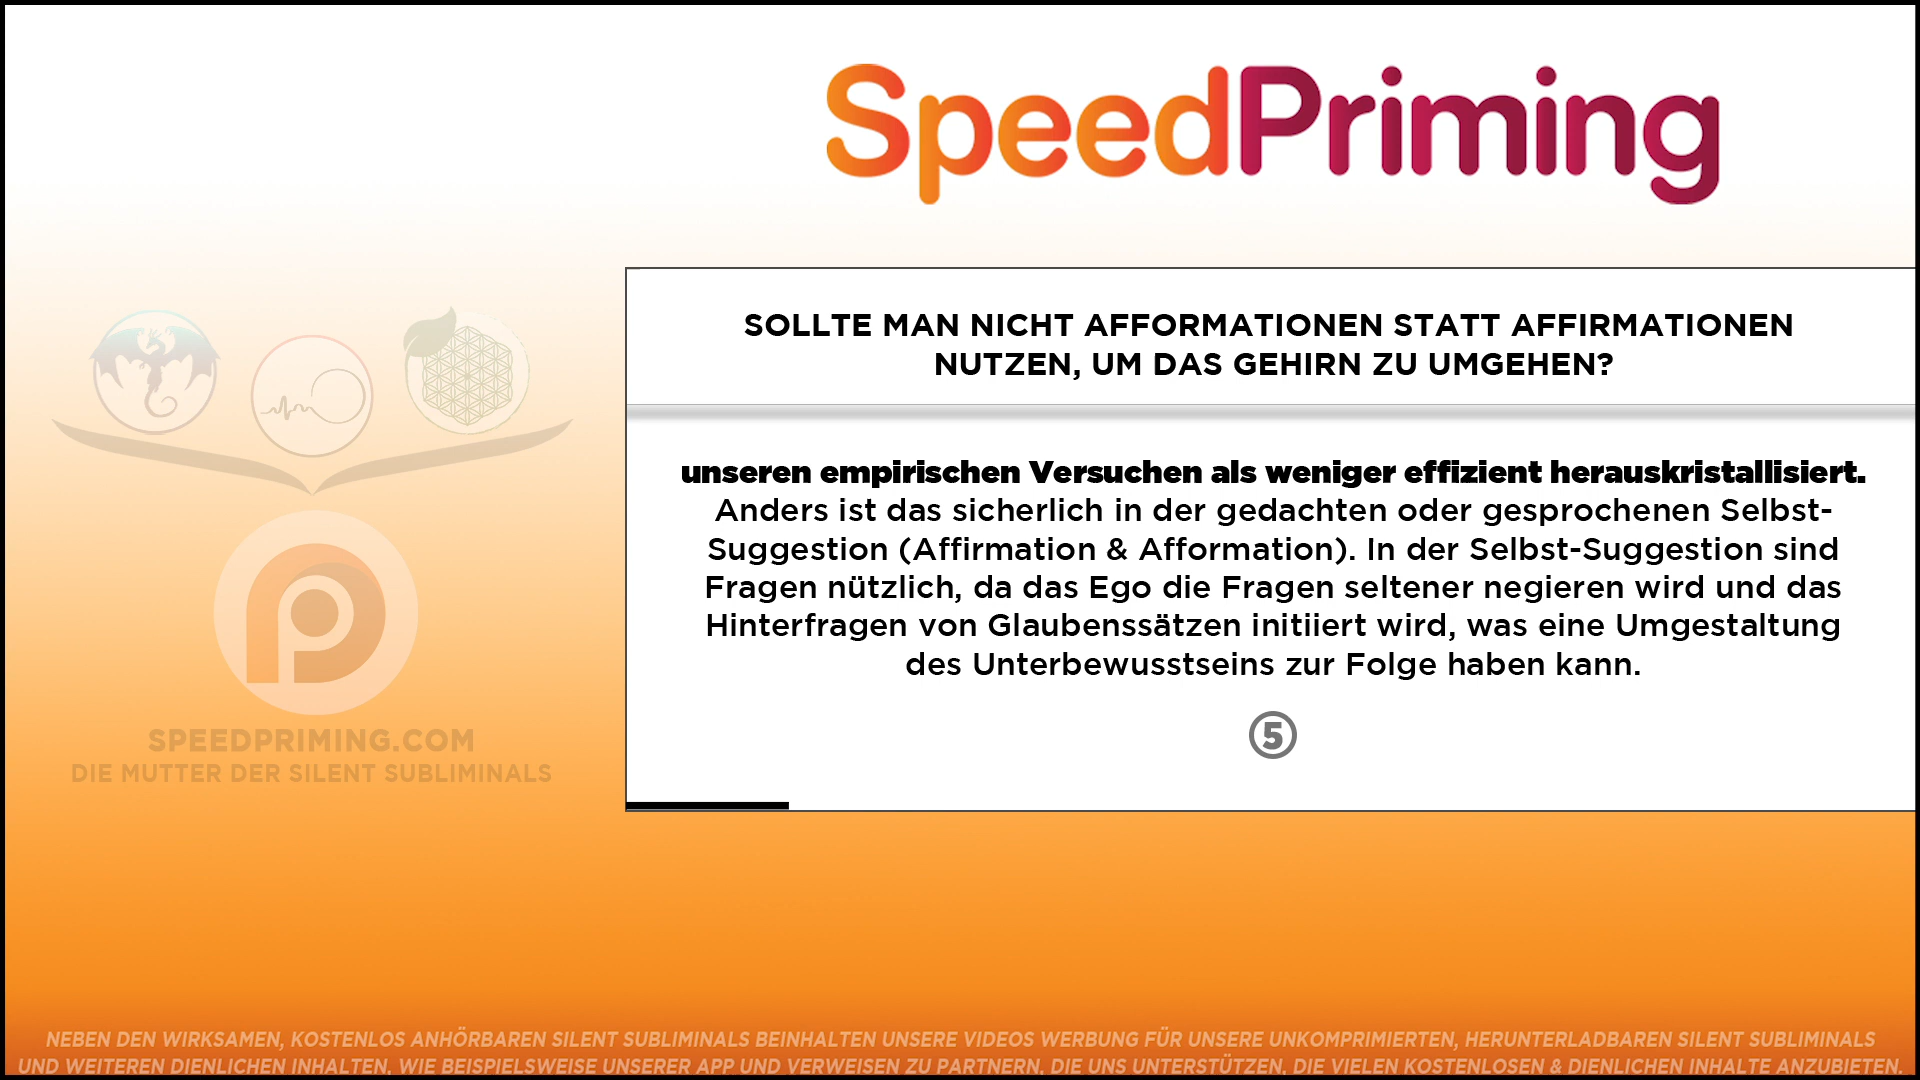 SpeedPriming
SOLLTE MAN NICHT AFFORMATIONEN STATT AFFIRMATIONEN
NUTZEN, UM DAS GEHIRN ZU UMGEHEN?
unseren empirischen Versuchen als weniger effizient herauskristallisiert.
Anders ist das sicherlich in der gedachten oder gesprochenen Selbst-
Suggestion (Affirmation & Afformation). In der Selbst-Suggestion sind
Fragen nützlich, da das Ego die Fragen seltener negieren wird und das
Hinterfragen von Glaubenssätzen initiiert wird, was eine Umgestaltung
des Unterbewusstseins zur Folge haben kann.
5
SPEEDPRIMING.COM
DIE MUTTER DER SILENT SUBLIMINALS
NEBEN DEN WIRKSAMEN, KOSTENLOS ANHÖRBAREN SILENT SUBLIMINALS BEINHALTEN UNSERE VIDEOS WERBUNG FÜR UNSERE UNKOMPRIMIERTEN, HERUNTERLADBAREN SILENT SUBLIMINALS
UND WEITEREN DIENLICHEN INHALTEN, WIE BEISPIELSWEISE UNSERER APP UND VERWEISEN ZU PARTNERN, DIE UNS UNTERSTÜTZEN, DIE VIELEN KOSTENLOSEN & DIENLICHEN INHALTE ANZUBIETEN.